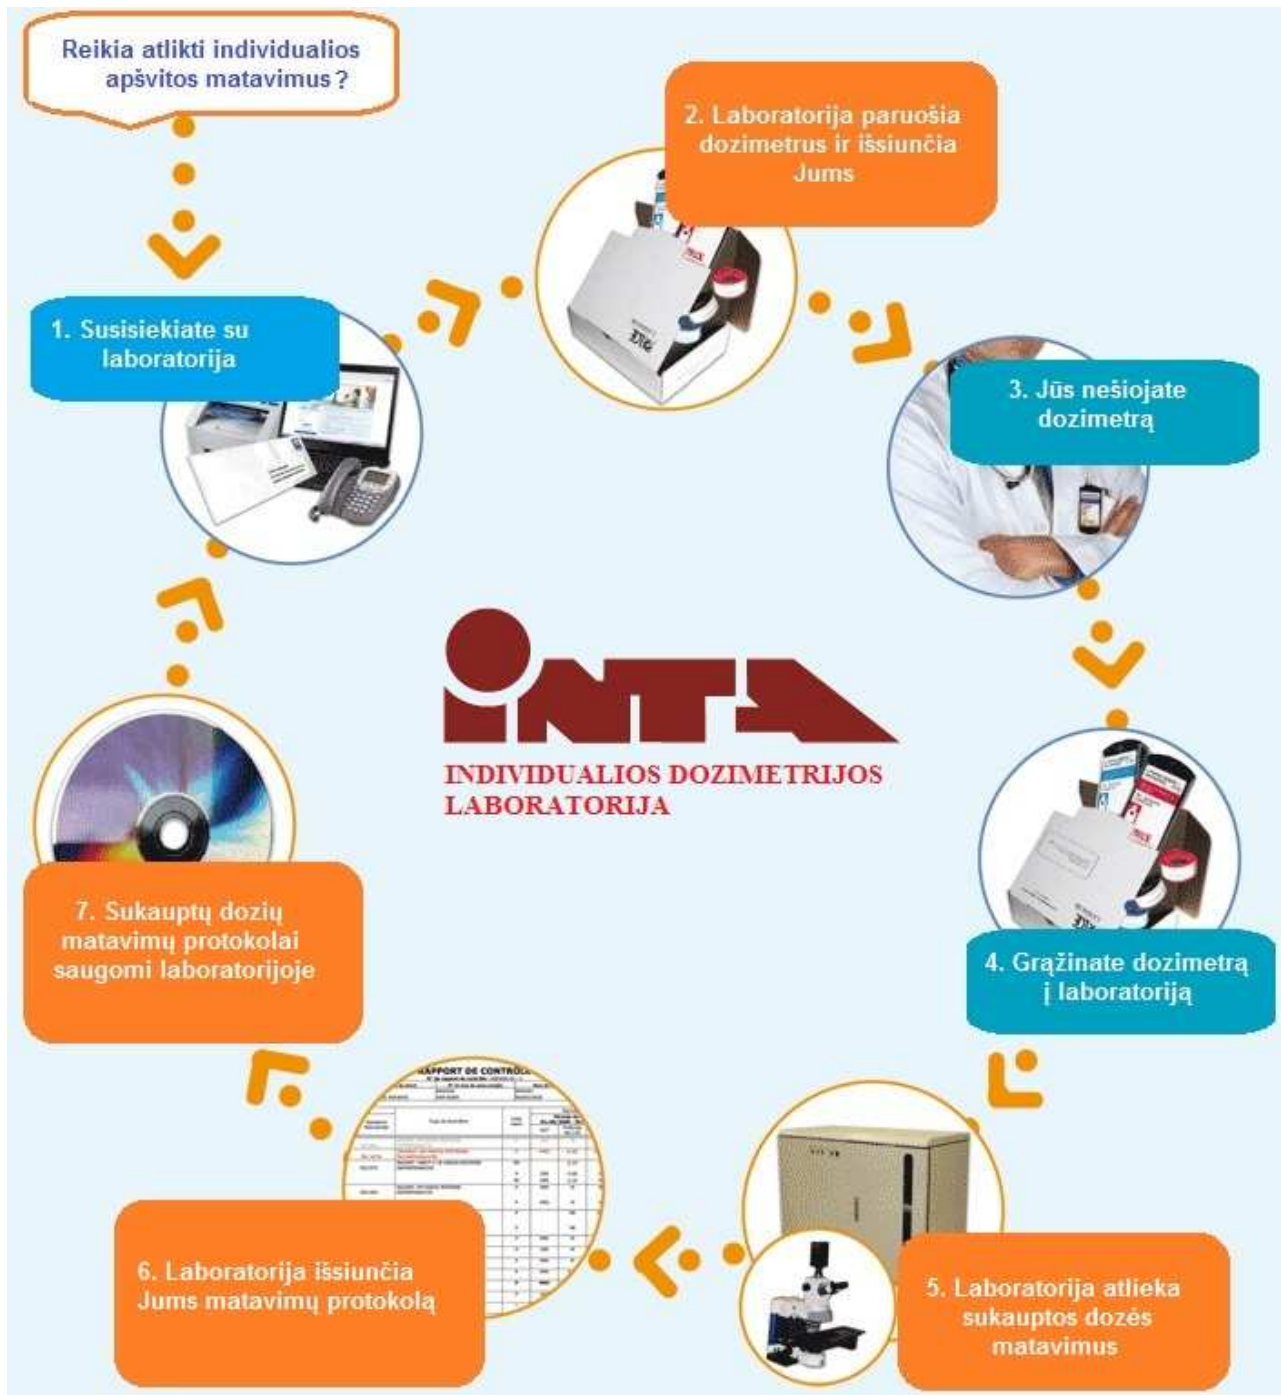 Reikia atlikti individualios
apšvitos matavimus?
2. Laboratorija paruošia
dozimetrus ir išsiunčia
Jums
1. Susisiekiate su
laboratorija
3. Jūs nešiojate
dozimetrą
INTA
INDIVIDUALIOS DOZIMETRIJOS
LABORATORIJA
4. Grąžinate dozimetrą
į laboratoriją
7. Sukauptų dozių
matavimų protokolai
saugomi laboratorijoje
RAPPORT DE CONTROLE
6. Laboratorija išsiunčia
Jums matavimų protokolą
5. Laboratorija atlieka
sukauptos dozės
matavimus